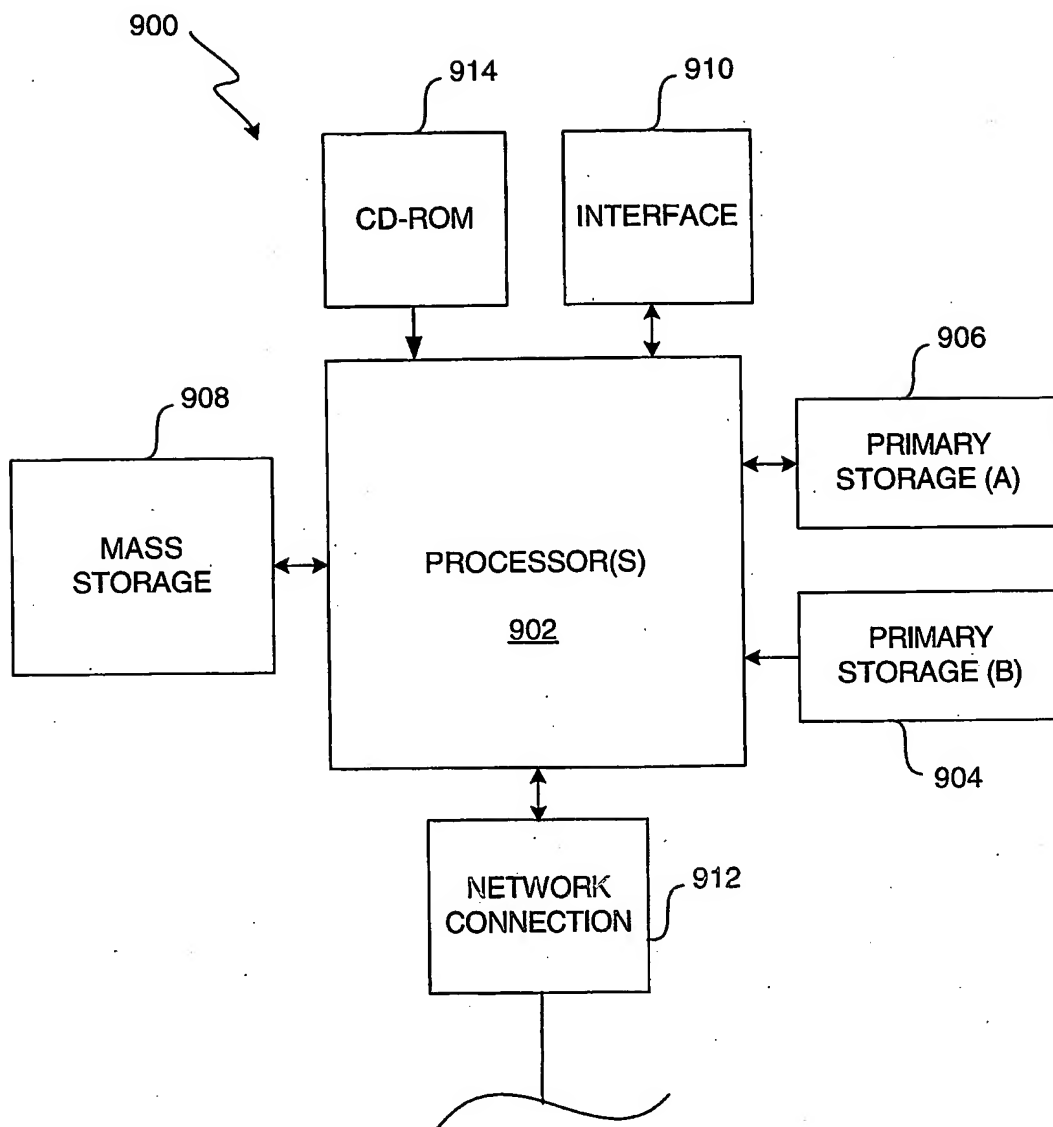 900
914
910
CD-ROM
INTERFACE
906
908
PRIMARY
STORAGE (A)
MASS
STORAGE
PROCESSOR(S)
902
PRIMARY
STORAGE (B)
904
NETWORK
CONNECTION
912